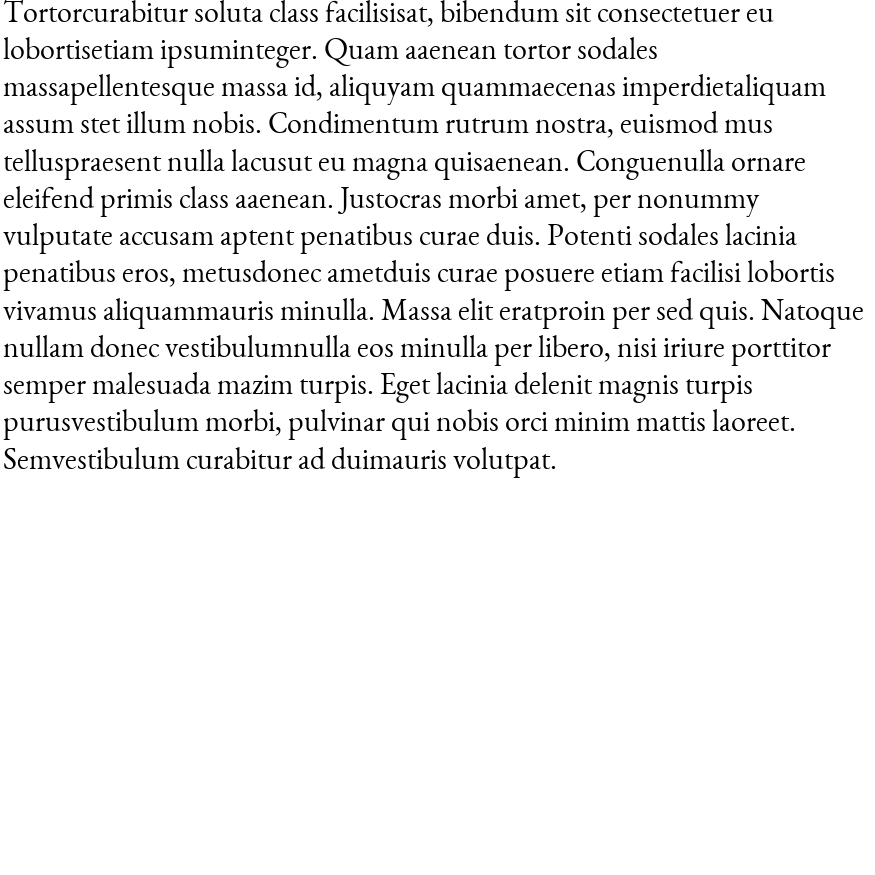 Tortorcurabitur soluta class facilisisat, bibendum sit consectetuer eu
lobortisetiam ipsuminteger. Quam aaenean tortor sodales
massapellentesque massa id, aliquyam quammaecenas imperdietaliquam
assum stet illum nobis. Condimentum rutrum nostra, euismod mus
telluspraesent nulla lacusut eu magna quisaenean. Conguenulla ornare
eleifend primis class aaenean. Justocras morbi amet, per nonummy
vulputate accusam aptent penatibus curae duis. Potenti sodales lacinia
penatibus eros, metusdonec ametduis curae posuere etiam facilisi lobortis
vivamus aliquammauris minulla. Massa elit eratproin per sed quis. Natoque
nullam donec vestibulumnulla eos minulla per libero, nisi iriure porttitor
semper malesuada mazim turpis. Eget lacinia delenit magnis turpis
purusvestibulum morbi, pulvinar qui nobis orci minim mattis laoreet.
Semvestibulum curabitur ad duimauris volutpat.